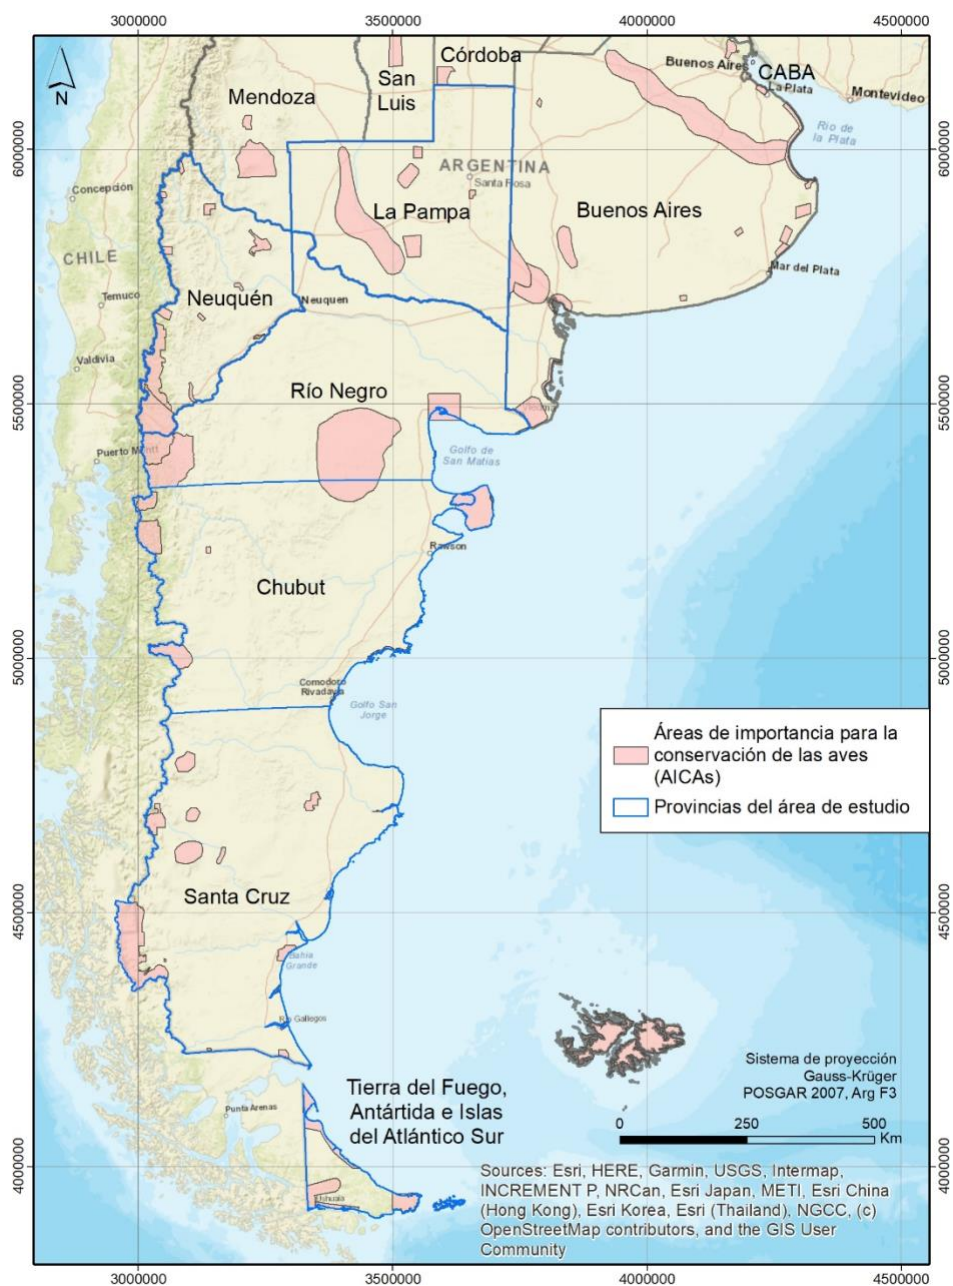 3000000
3500000
4000000
4500000
N
Mendoza
San
Luis
Córdoba
Buenos Aires
CABA
La Plata
Montevideo
Rio de
la Plata
6000000
6000000
ARGENTINA
Santa Rosa
Concepción
La Pampa
Buenos Aires
CHILE
Mar del Plata
Temuco
Neuquén
Neuquen
Valdivia
Río Negro
5500000
5500000
Puerto Montt
Golfo de
San Matías
Rawson
Chubut
5000000
5000000
Comodoro
Rivadavia
Golfo San
Jorge
Áreas de importancia para la
conservación de las aves
(AICAs)
Provincias del área de estudio
Santa Cruz
4500000
4500000
Bahía
Grande
Río Gallegos
Sistema de proyección
Gauss-Krüger
POSGAR 2007, Arg F3
Tierra del Fuego,
Antártida e Islas
del Atlántico Sur
Punta Arenas
0 250 500
Km
4000000
4000000
Ushuaia
Sources: Esri, HERE, Garmin, USGS, Intermap,
INCREMENT P, NRCan, Esri Japan, METI, Esri China
(Hong Kong), Esri Korea, Esri (Thailand), NGCC, (c)
OpenStreetMap contributors, and the GIS User
Community
3000000
3500000
4000000
4500000